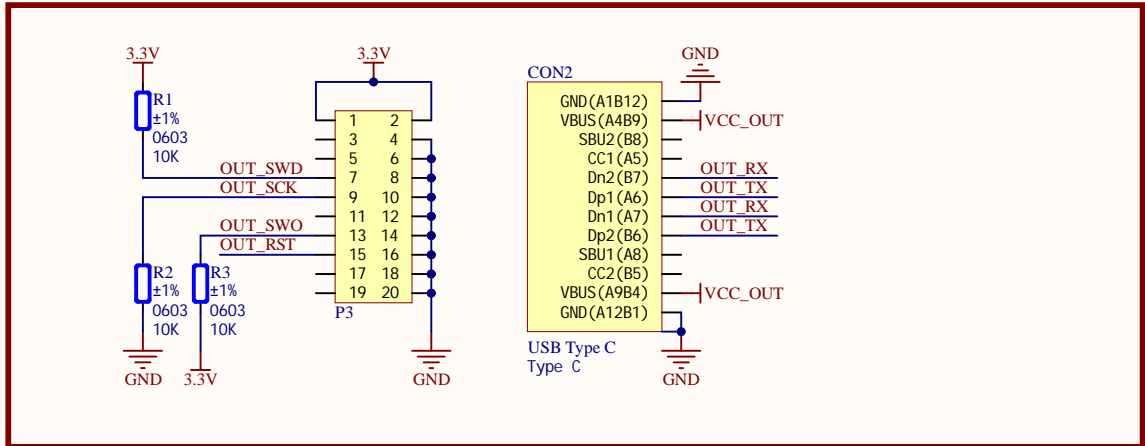 3.3V
3.3V
GND
CON2
R1
±1%
0603
10K
1 2
3 4
5 6
7 8
9 10
11 12
13 14
15 16
17 18
19 20
P3
OUT_SWD
OUT_SCK
OUT_SWO
OUT_RST
R2
±1%
0603
10K
R3
±1%
0603
10K
GND
3.3V
GND
GND(A1B12)
VBUS(A4B9)
VCC_OUT
SBU2(B8)
CC1(A5)
Dn2(B7)
OUT_RX
Dp1(A6)
OUT_TX
Dn1(A7)
OUT_RX
Dp2(B6)
OUT_TX
SBU1(A8)
CC2(B5)
VBUS(A9B4)
VCC_OUT
GND(A12B1)
USB Type C
Type C
GND